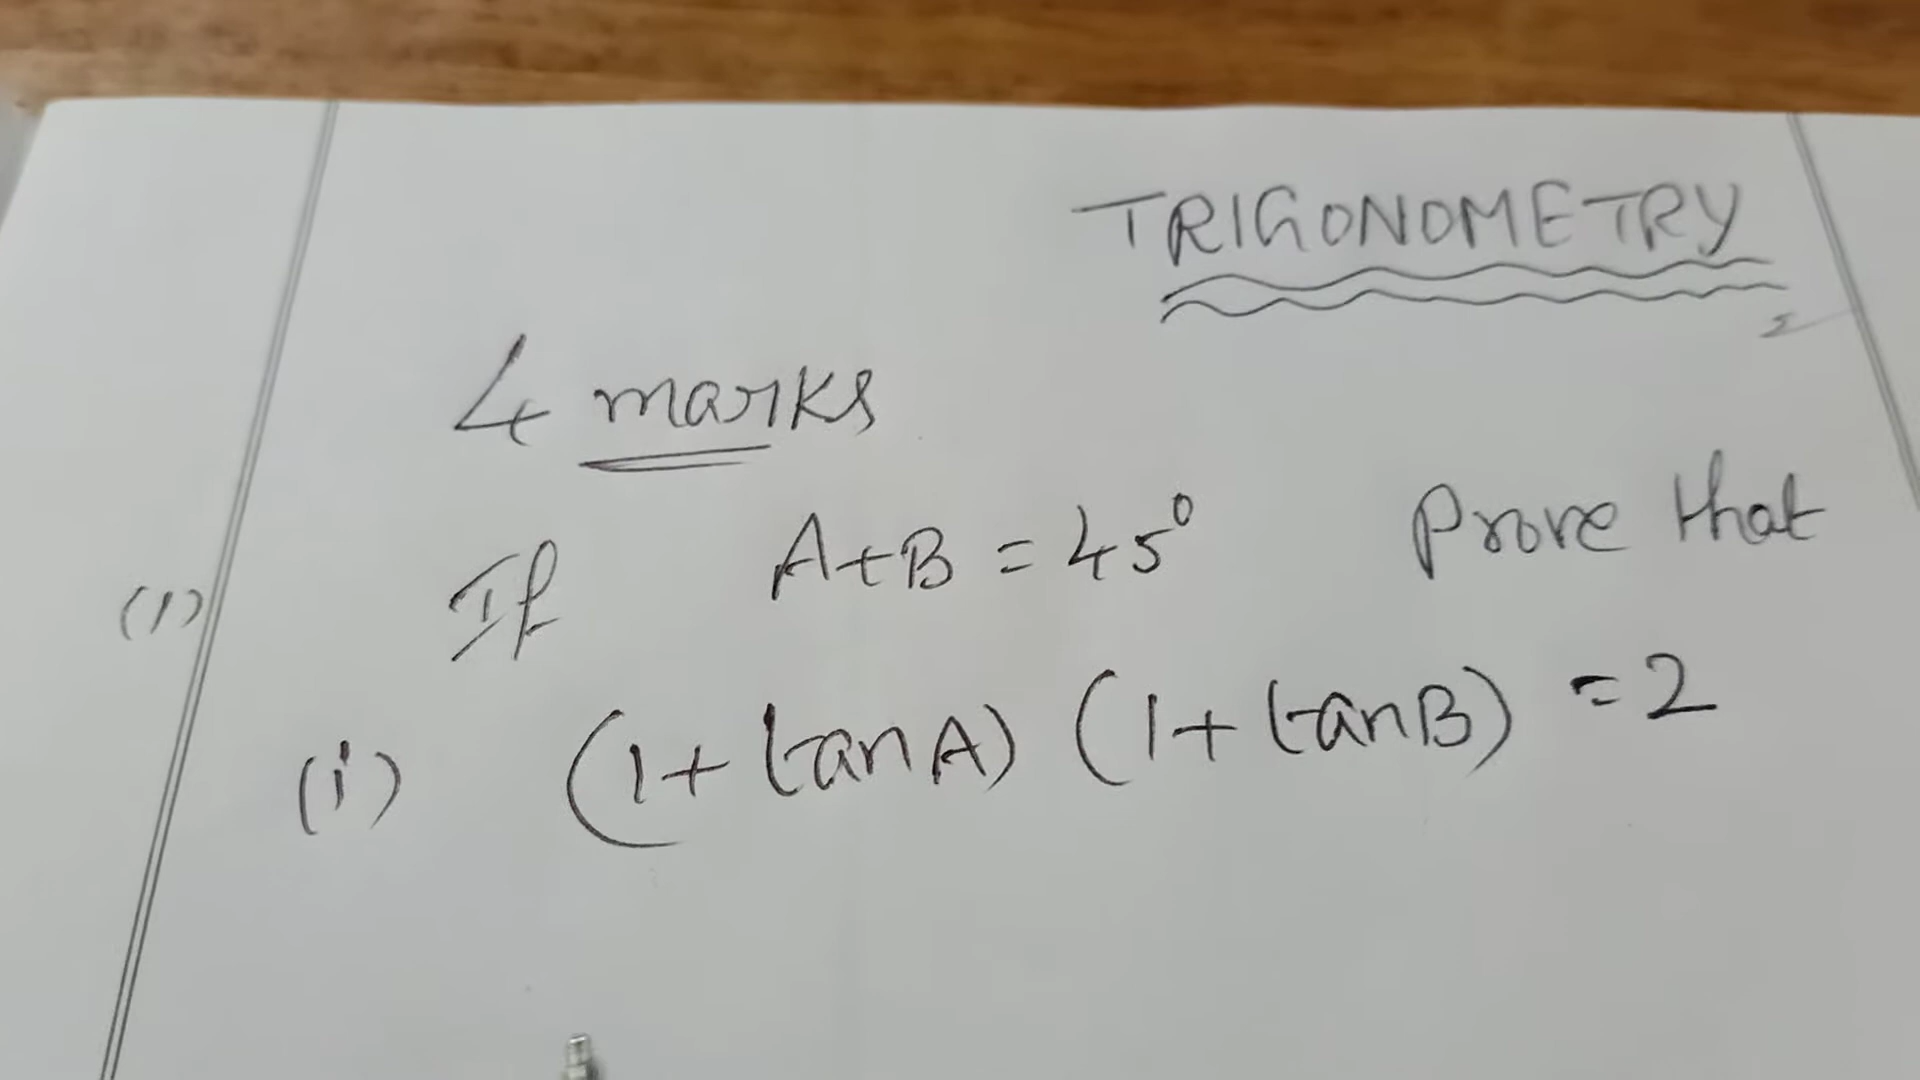 TRIGONOMETRY
4 marks
(1) If A+B = 45° Prove that
(i) (1+tanA) (1+tanB) = 2